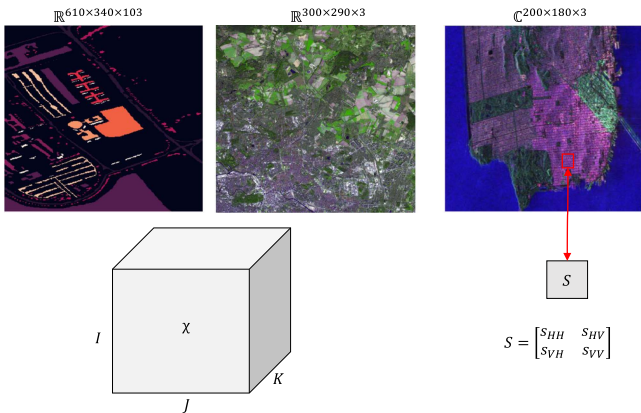 ℝ^{610×340×103}
ℝ^{300×290×3}
ℂ^{200×180×3}
S
I
χ
K
J
S = [s_{HH} s_{HV}
s_{VH} s_{VV}]